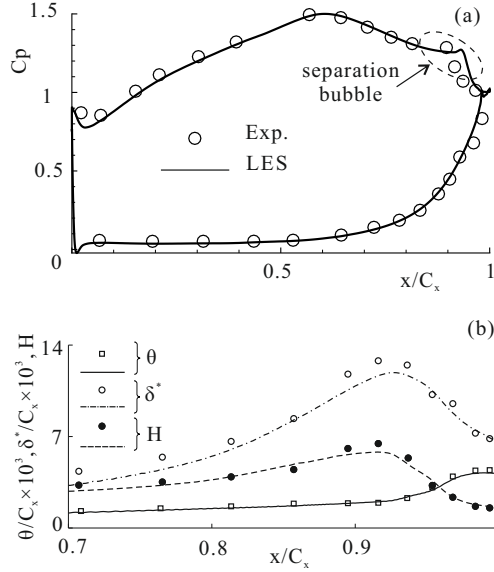 (a)
1.5
1
0.5
0
Cp
separation
bubble
Exp.
LES
0.5
1
x/Cₓ
(b)
14
7
0
θ/Cₓ×10³, δ*/Cₓ×10³, H
θ
δ*
H
0.7
0.8
0.9
x/Cₓ